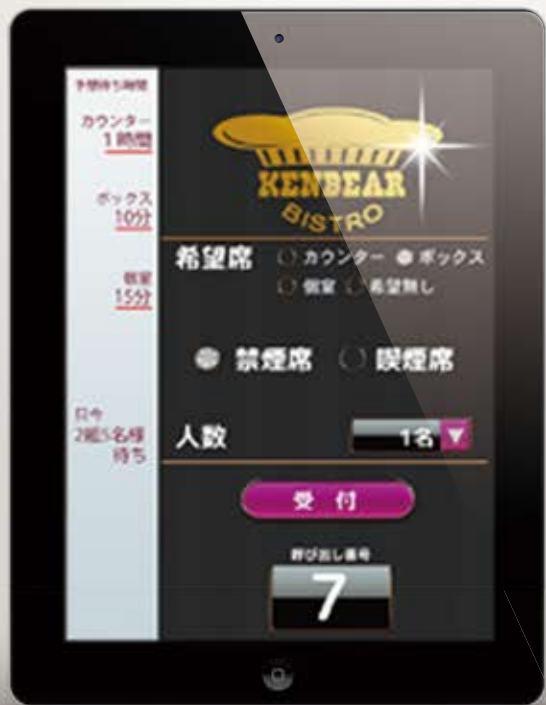 予想待ち時間
カウンター
1時間
ボックス
10分
個室
15分
只今
2組5名様
待ち
KENBEAR
BISTRO
希望席 カウンター ボックス
個室 希望無し
禁煙席 喫煙席
人数 1名
受付
呼び出し番号
7